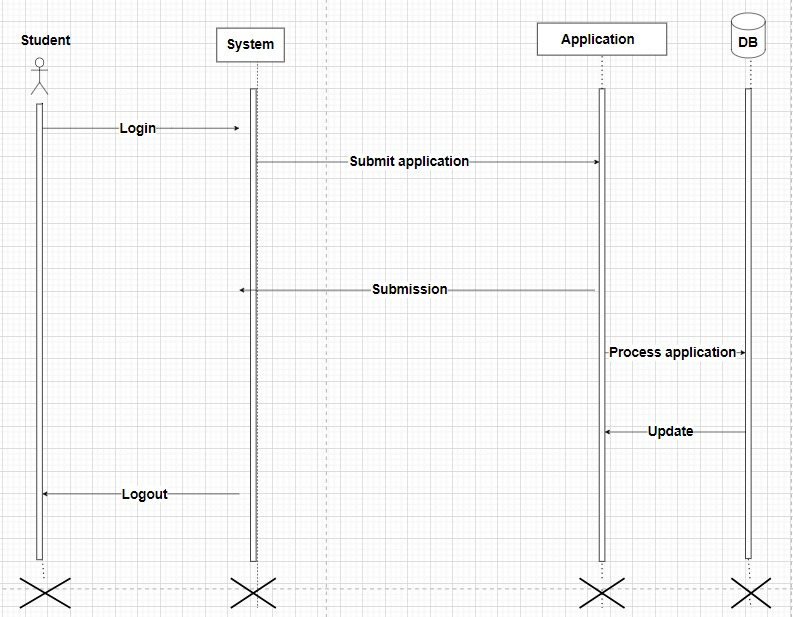 Student
System
Application
DB
Login
Submit application
Submission
Process application
Update
Logout